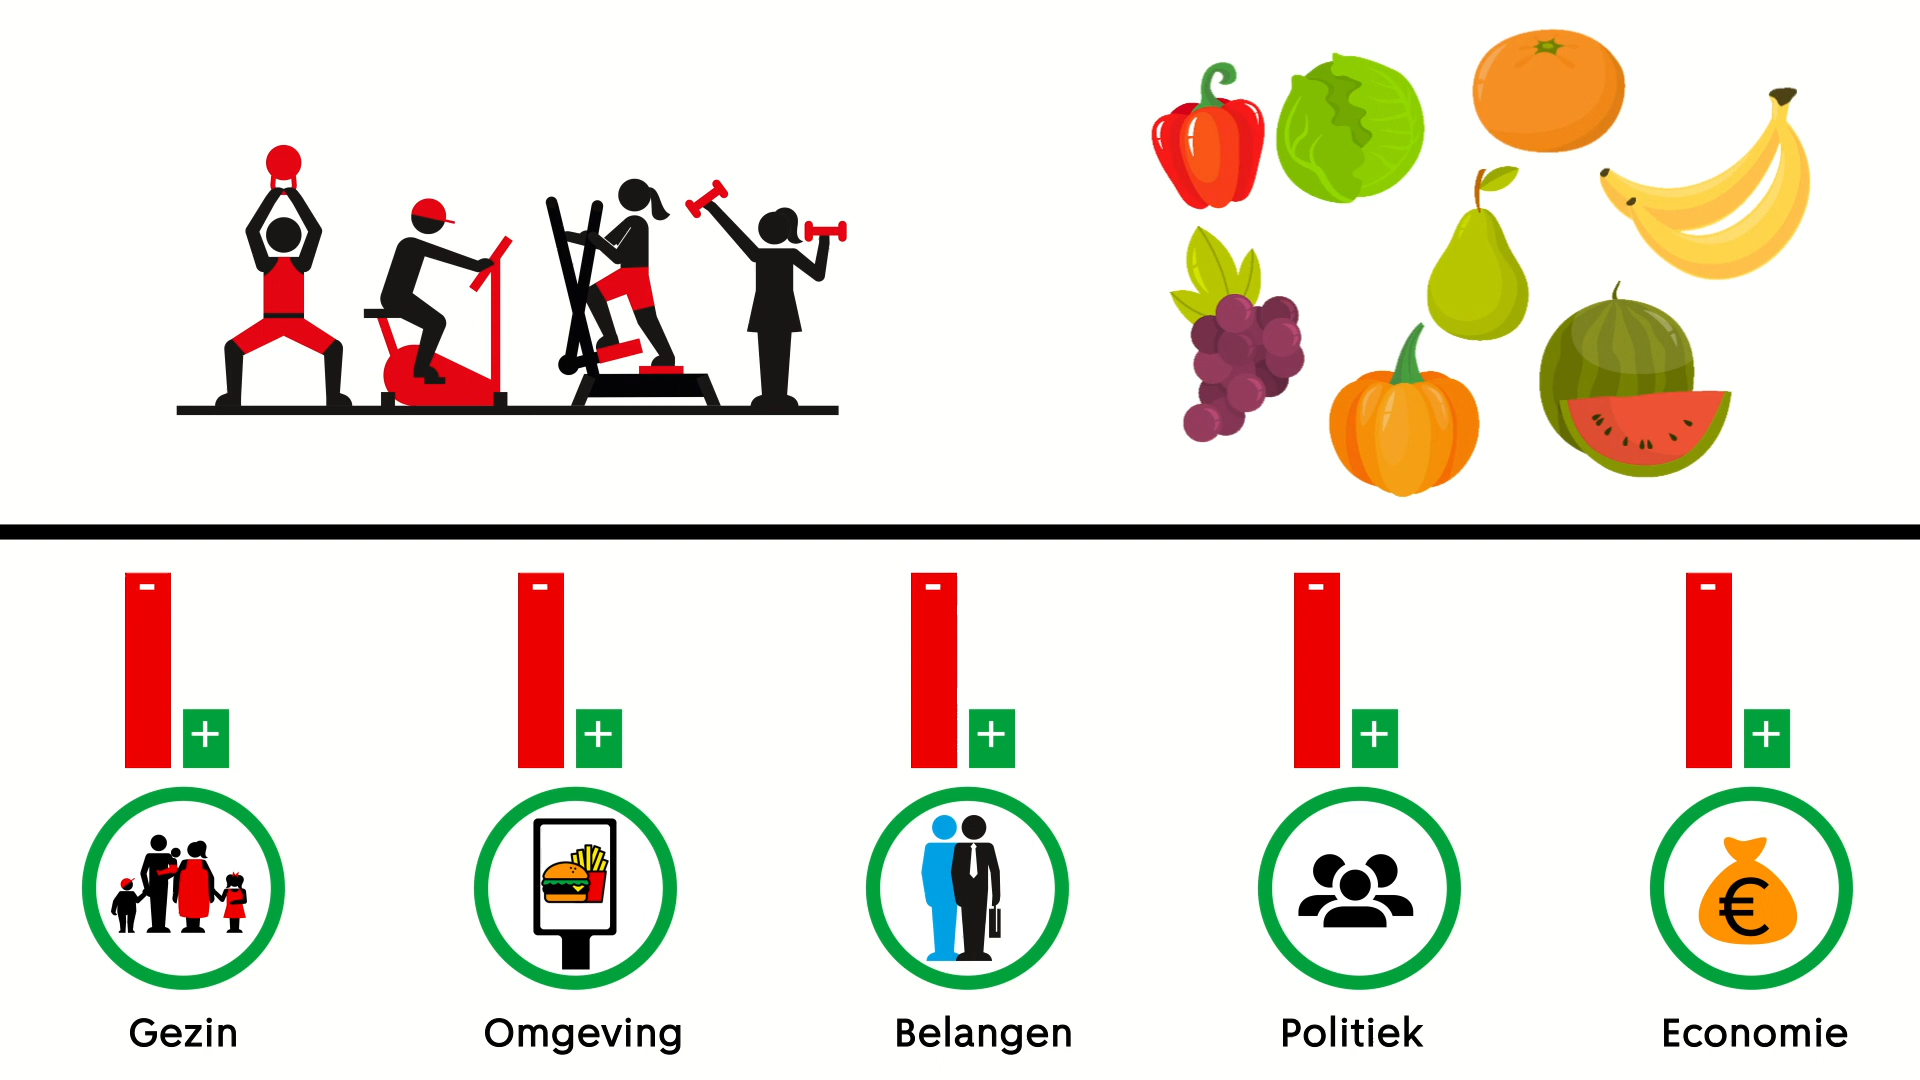 - + - + - + - + - +
€
Gezin Omgeving Belangen Politiek Economie